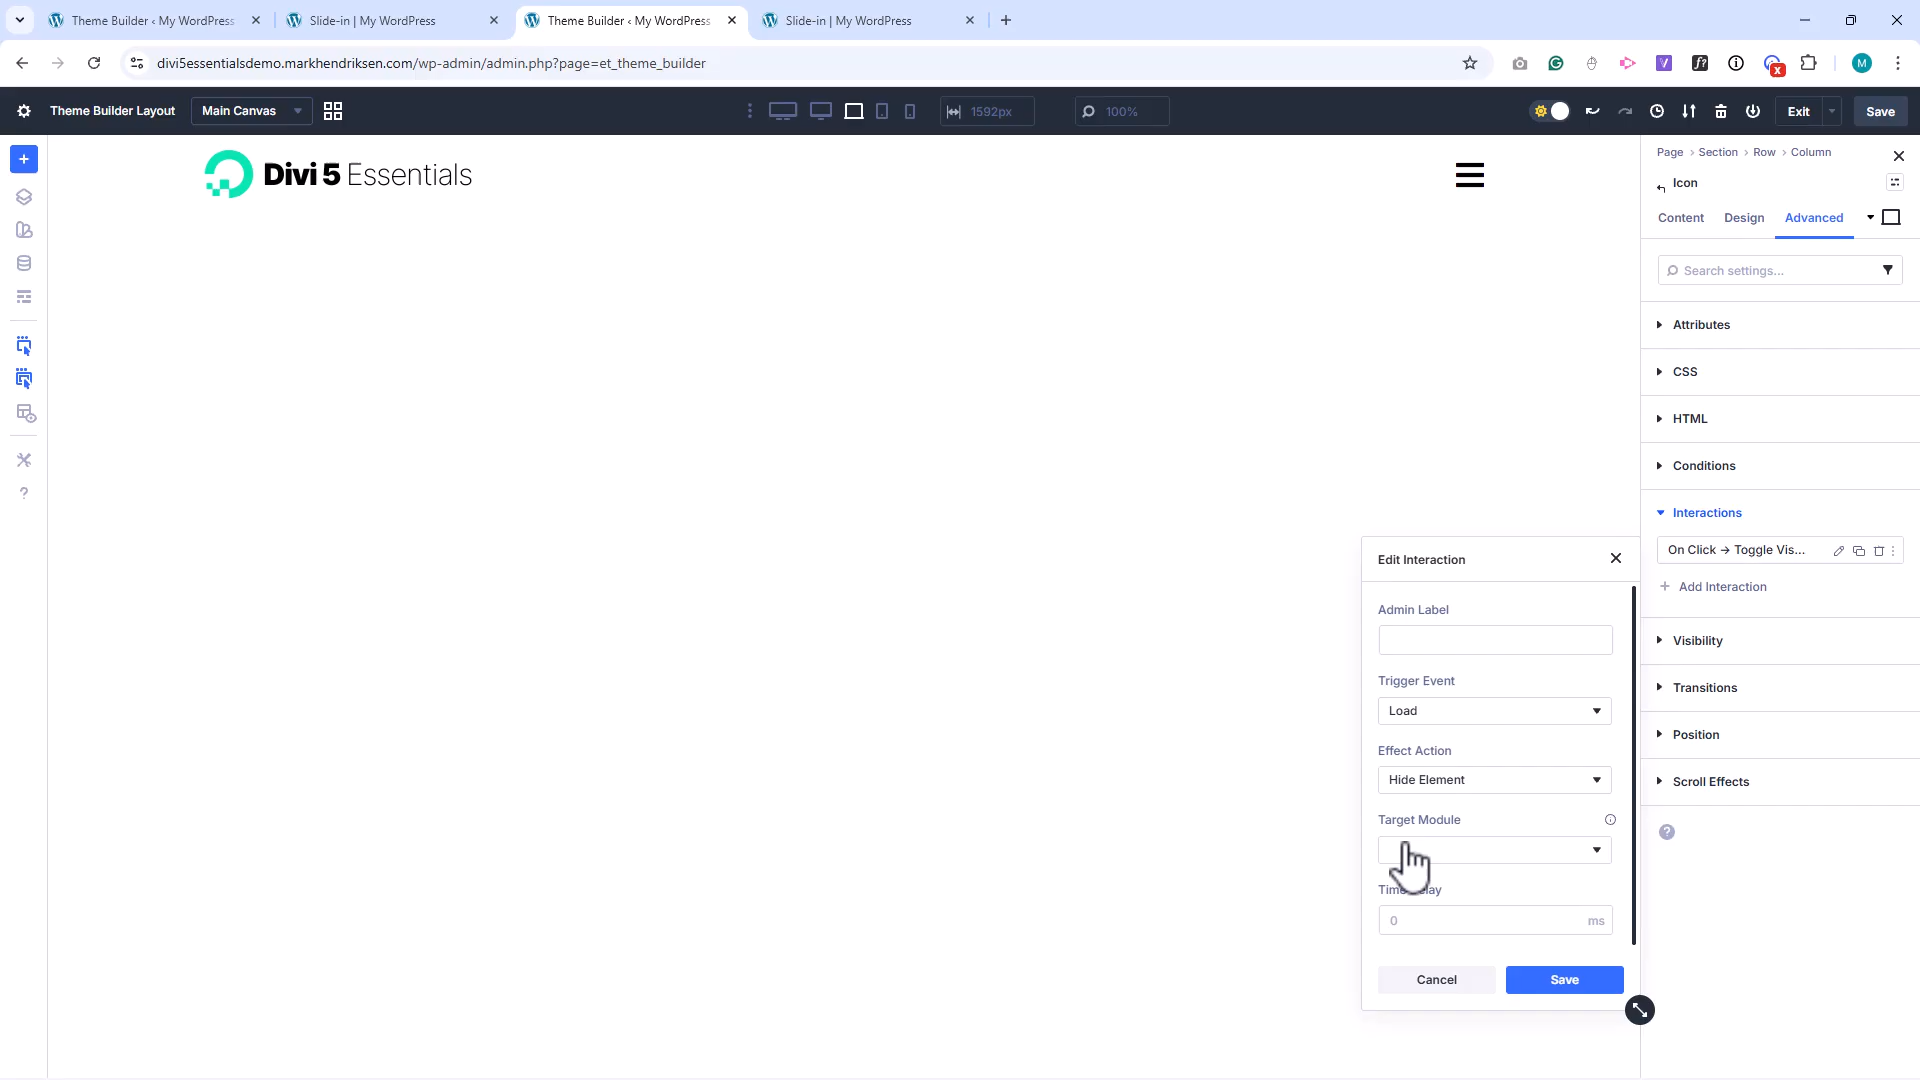 Theme Builder ‹ My WordPress
Slide-in | My WordPress
Theme Builder ‹ My WordPress
Slide-in | My WordPress
divi5essentialsdemo.markhendriksen.com/wp-admin/admin.php?page=et_theme_builder
M
Theme Builder Layout
Main Canvas
1592px
100%
Exit
Save
Divi 5 Essentials
Page › Section › Row › Column
Icon
Content
Design
Advanced
Search settings...
Attributes
CSS
HTML
Conditions
Interactions
On Click → Toggle Vis...
+ Add Interaction
Visibility
Transitions
Position
Scroll Effects
Edit Interaction
Admin Label
Trigger Event
Load
Effect Action
Hide Element
Target Module
0
ms
Cancel
Save